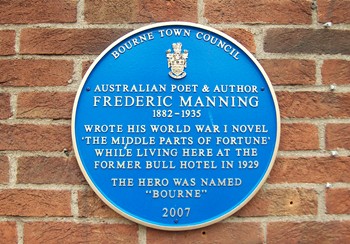 BOURNE TOWN COUNCIL
AUSTRALIAN POET & AUTHOR
FREDERIC MANNING
1882-1935
WROTE HIS WORLD WAR I NOVEL
'THE MIDDLE PARTS OF FORTUNE'
WHILE LIVING HERE AT THE
FORMER BULL HOTEL IN 1929
THE HERO WAS NAMED
"BOURNE"
2007